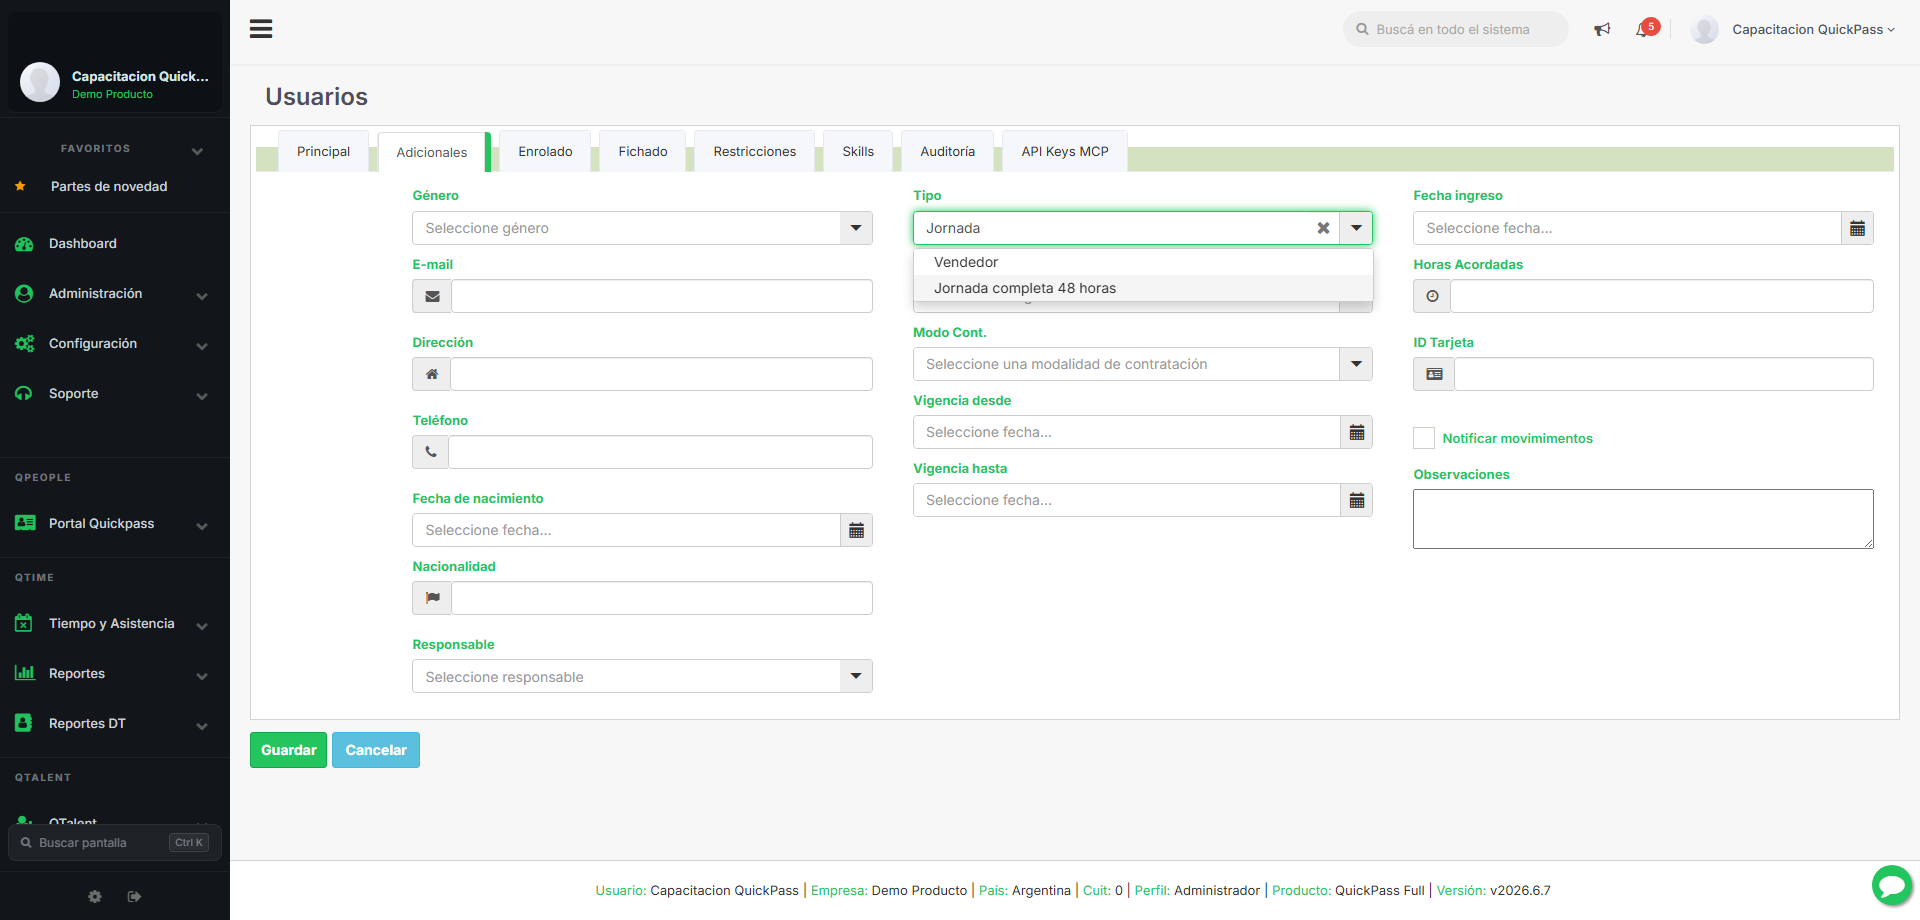 Capacitacion Quick...
Demo Producto
FAVORITOS
Partes de novedad
Dashboard
Administración
Configuración
Soporte
QPEOPLE
Portal Quickpass
QTIME
Tiempo y Asistencia
Reportes
Reportes DT
QTALENT
QTalent
Buscar pantalla
Ctrl K
Buscá en todo el sistema
5
Capacitacion QuickPass
Usuarios
Principal
Adicionales
Enrolado
Fichado
Restricciones
Skills
Auditoría
API Keys MCP
Género
Seleccione género
E-mail
Dirección
Teléfono
Fecha de nacimiento
Seleccione fecha...
Nacionalidad
Responsable
Seleccione responsable
Tipo
Jornada
Vendedor
Jornada completa 48 horas
Modo Cont.
Seleccione una modalidad de contratación
Vigencia desde
Seleccione fecha...
Vigencia hasta
Seleccione fecha...
Fecha ingreso
Seleccione fecha...
Horas Acordadas
ID Tarjeta
Notificar movimimentos
Observaciones
Guardar
Cancelar
Usuario: Capacitacion QuickPass | Empresa: Demo Producto | País: Argentina | Cuit: 0 | Perfil: Administrador | Producto: QuickPass Full | Versión: v2026.6.7